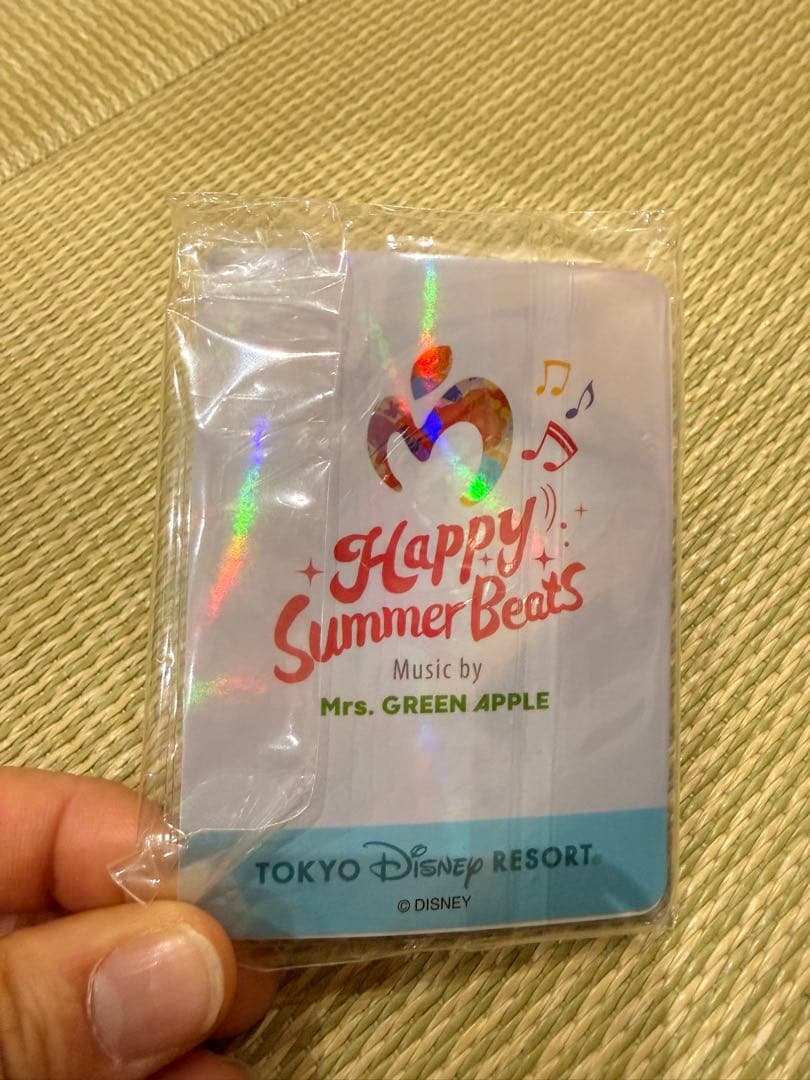 Happy
Summer Beats
Music by
Mrs. GREEN APPLE
TOKYO Disney RESORT®
© DISNEY